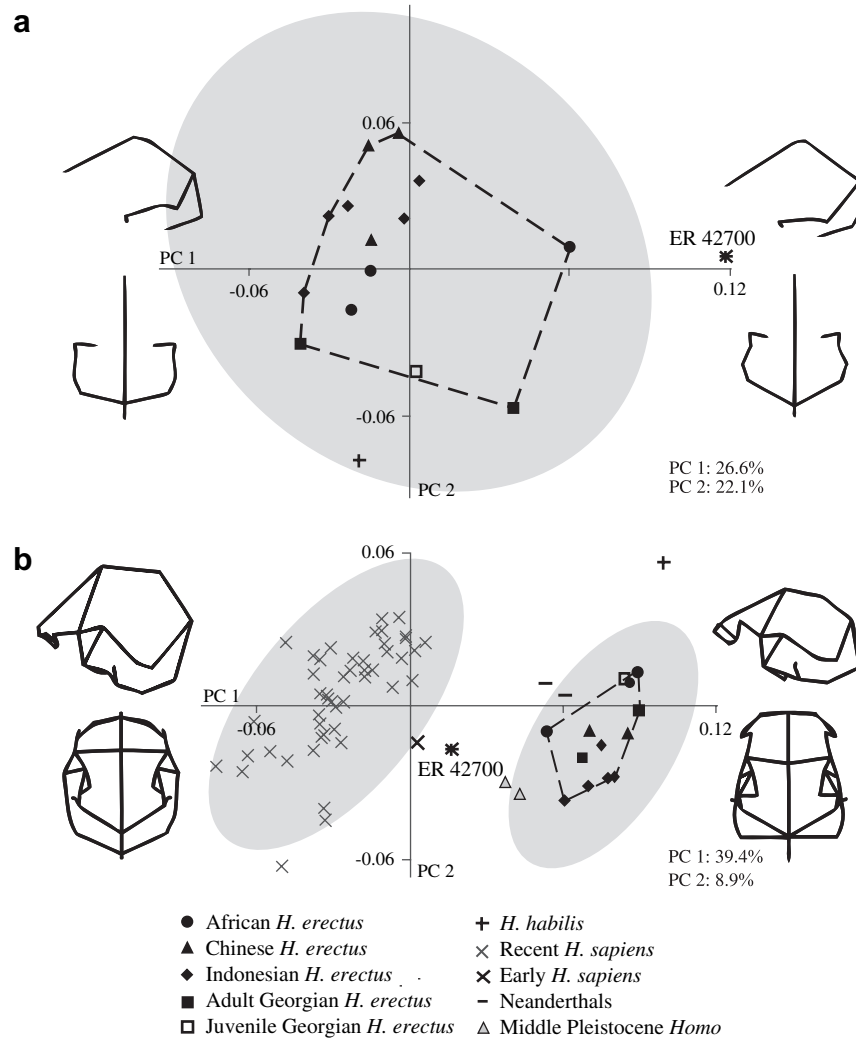 a
0.06
ER 42700
PC 1
-0.06
0.12
-0.06
PC 1: 26.6%
PC 2: 22.1%
PC 2
b
0.06
PC 1
-0.06
0.12
ER 42700
-0.06
PC 2
PC 1: 39.4%
PC 2: 8.9%
African H. erectus
Chinese H. erectus
Indonesian H. erectus
Adult Georgian H. erectus
Juvenile Georgian H. erectus
H. habilis
Recent H. sapiens
Early H. sapiens
Neanderthals
Middle Pleistocene Homo